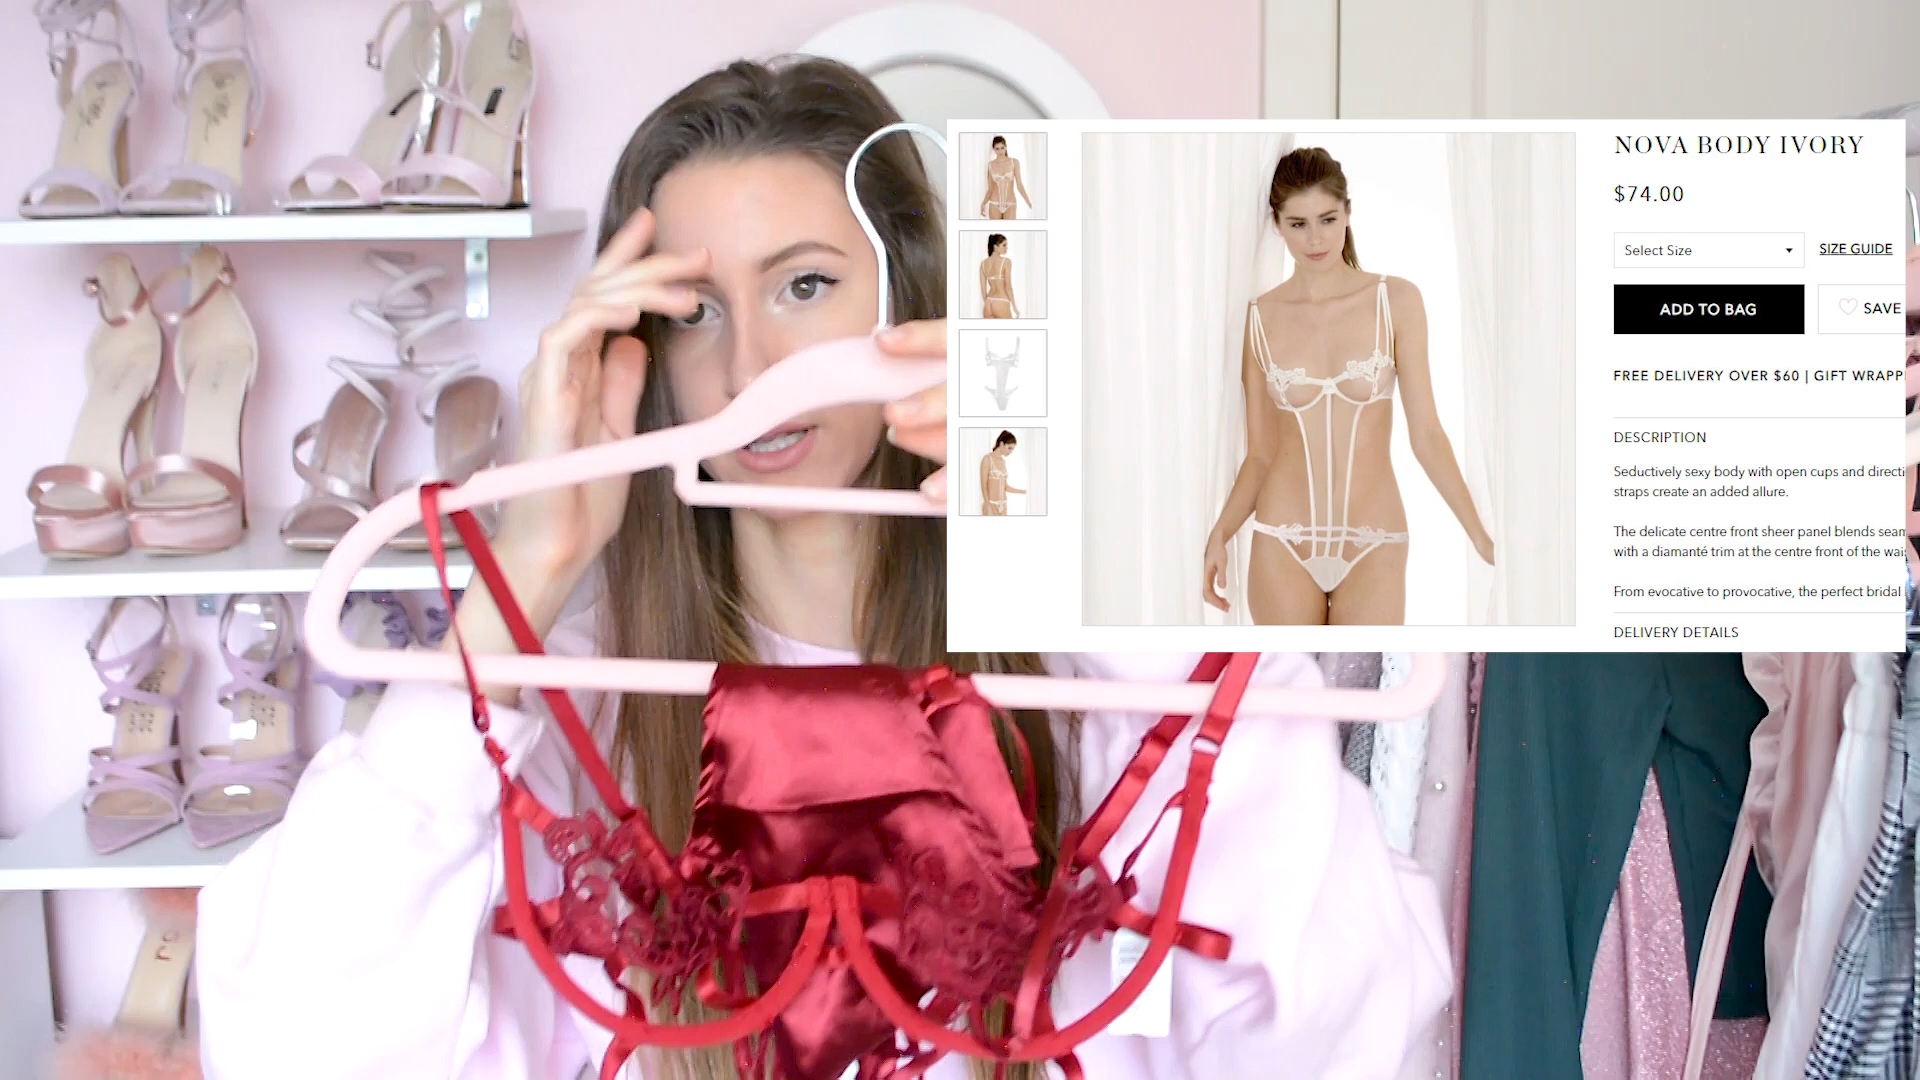 NOVA BODY IVORY
$74.00
Select Size
SIZE GUIDE
ADD TO BAG
SAVE
FREE DELIVERY OVER $60 | GIFT WRAPP
DESCRIPTION
Seductively sexy body with open cups and directi
straps create an added allure.
The delicate centre front sheer panel blends seam
with a diamanté trim at the centre front of the wai
From evocative to provocative, the perfect bridal
DELIVERY DETAILS